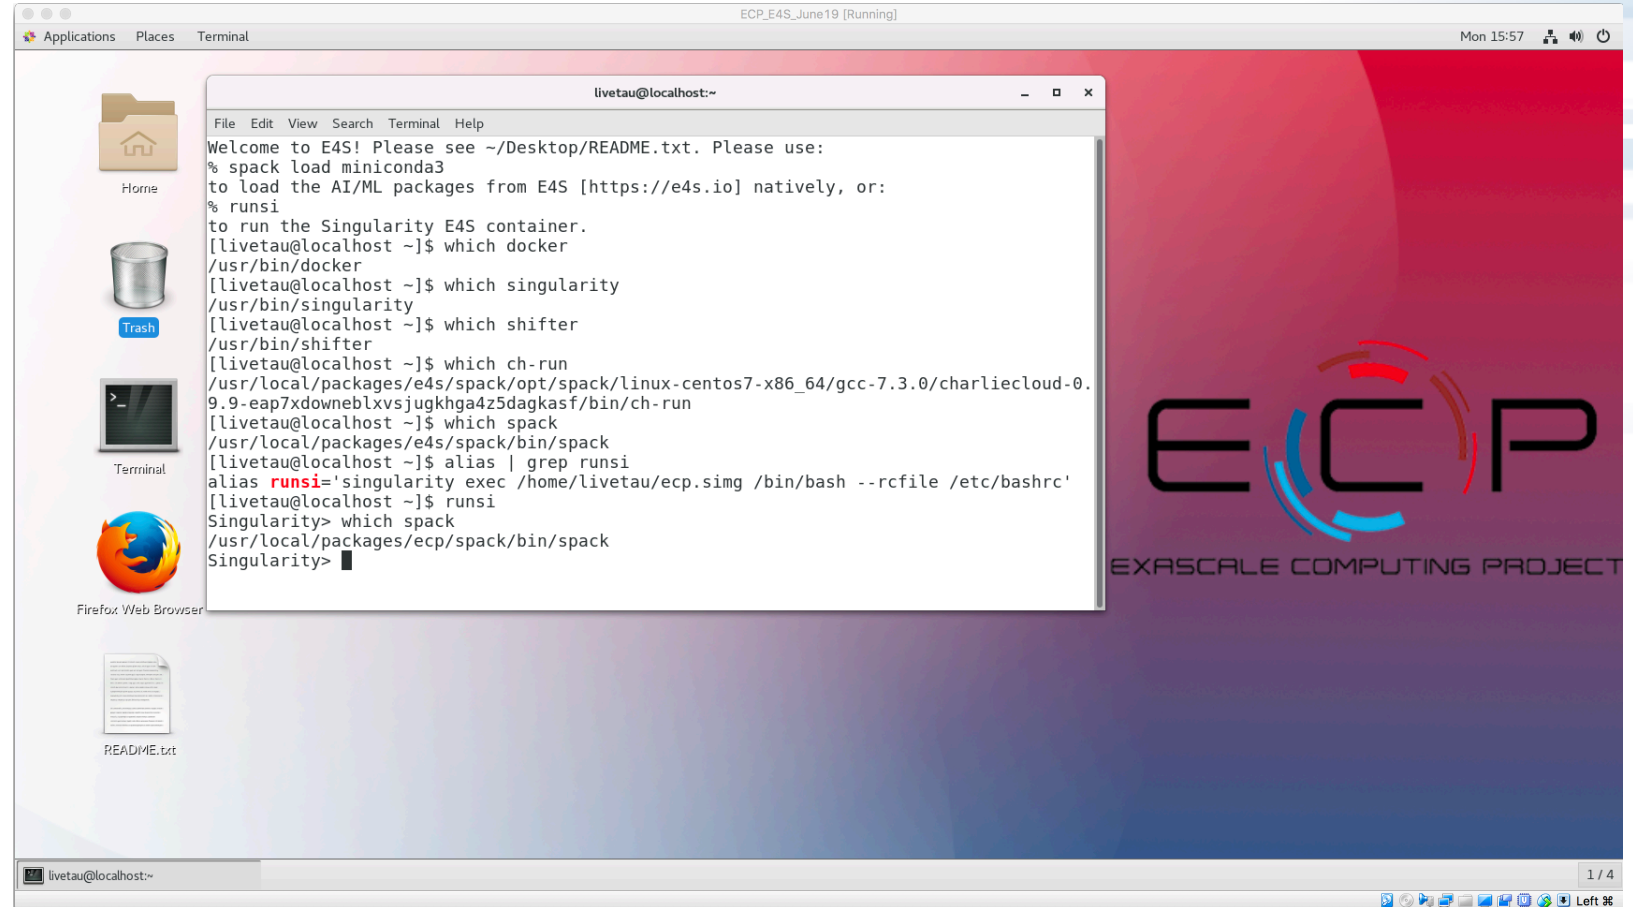 ECP_E4S_June19 [Running]
Applications Places Terminal Mon 15:57
livetau@localhost:~
File Edit View Search Terminal Help
Welcome to E4S! Please see ~/Desktop/README.txt. Please use:
% spack load miniconda3
to load the AI/ML packages from E4S [https://e4s.io] natively, or:
% runsi
to run the Singularity E4S container.
[livetau@localhost ~]$ which docker
/usr/bin/docker
[livetau@localhost ~]$ which singularity
/usr/bin/singularity
[livetau@localhost ~]$ which shifter
/usr/bin/shifter
[livetau@localhost ~]$ which ch-run
/usr/local/packages/e4s/spack/opt/spack/linux-centos7-x86_64/gcc-7.3.0/charliecloud-0.
9.9-eap7xdowneblxvsjugkhga4z5dagkasf/bin/ch-run
[livetau@localhost ~]$ which spack
/usr/local/packages/e4s/spack/bin/spack
[livetau@localhost ~]$ alias | grep runsi
alias runsi='singularity exec /home/livetau/ecp.simg /bin/bash --rcfile /etc/bashrc'
[livetau@localhost ~]$ runsi
Singularity> which spack
/usr/local/packages/ecp/spack/bin/spack
Singularity>
Home
Trash
Terminal
Firefox Web Browser
README.txt
ECP
EXASCALE COMPUTING PROJECT
livetau@localhost:~
1 / 4
Left ⌘